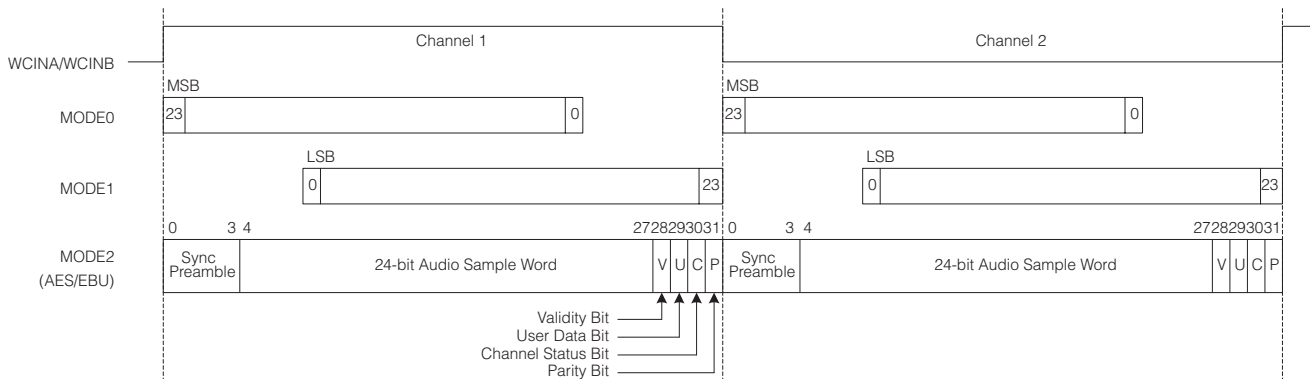 Channel 1 Channel 2
WCINA/WCINB
MSB MSB
MODE0 23 0 23 0
LSB LSB
MODE1 0 23 0 23
0 3 4 2728293031 0 3 4 2728293031
MODE2
(AES/EBU)
Sync
Preamble
24-bit Audio Sample Word
V U C P
Sync
Preamble
24-bit Audio Sample Word
V U C P
Validity Bit
User Data Bit
Channel Status Bit
Parity Bit